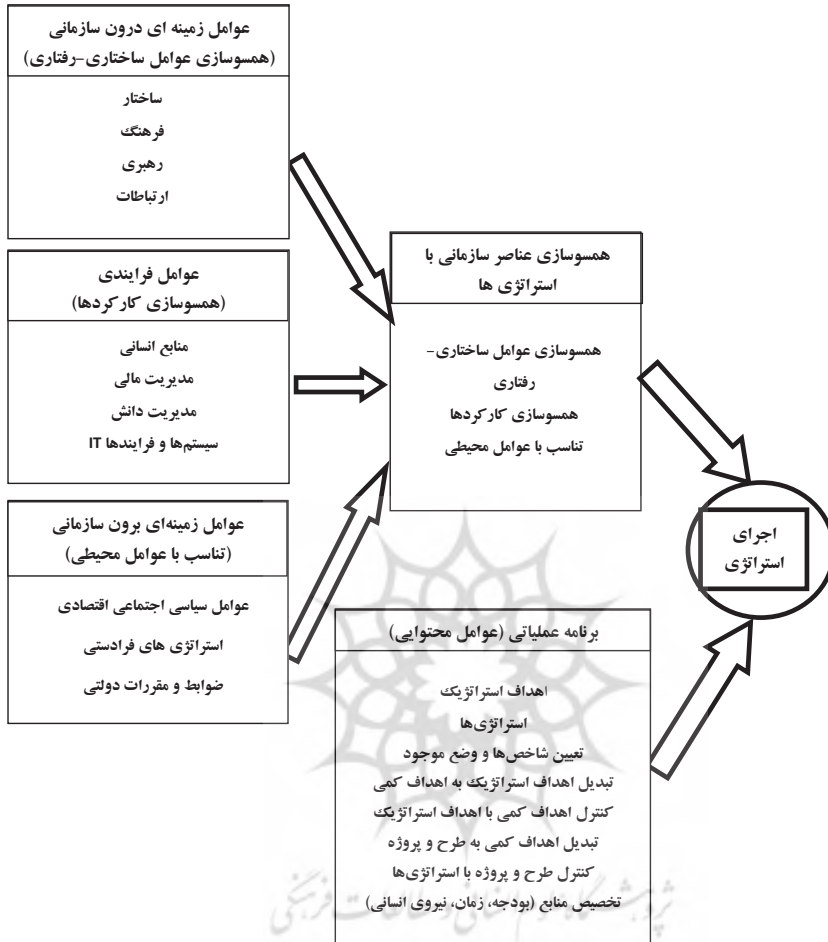 عوامل زمینه ای درون سازمانی
(همسوسازی عوامل ساختاری-رفتاری)
ساختار
فرهنگ
رهبری
ارتباطات
عوامل فرایندی
(همسوسازی کارکردها)
منابع انسانی
مدیریت مالی
مدیریت دانش
سیستم‌ها و فرایندها IT
عوامل زمینه‌ای برون سازمانی
(تناسب با عوامل محیطی)
عوامل سیاسی اجتماعی اقتصادی
استراتژی های فرادستی
ضوابط و مقررات دولتی
همسوسازی عناصر سازمانی با
استراتژی ها
همسوسازی عوامل ساختاری-
رفتاری
همسوسازی کارکردها
تناسب با عوامل محیطی
برنامه عملیاتی (عوامل محتوایی)
اهداف استراتژیک
استراتژی‌ها
تعیین شاخص‌ها و وضع موجود
تبدیل اهداف استراتژیک به اهداف کمی
کنترل اهداف کمی با اهداف استراتژیک
تبدیل اهداف کمی به طرح و پروژه
کنترل طرح و پروژه با استراتژی‌ها
تخصیص منابع (بودجه، زمان، نیروی انسانی)
اجرای
استراتژی
پژوهشگاه علوم انسانی و مطالعات فرهنگی